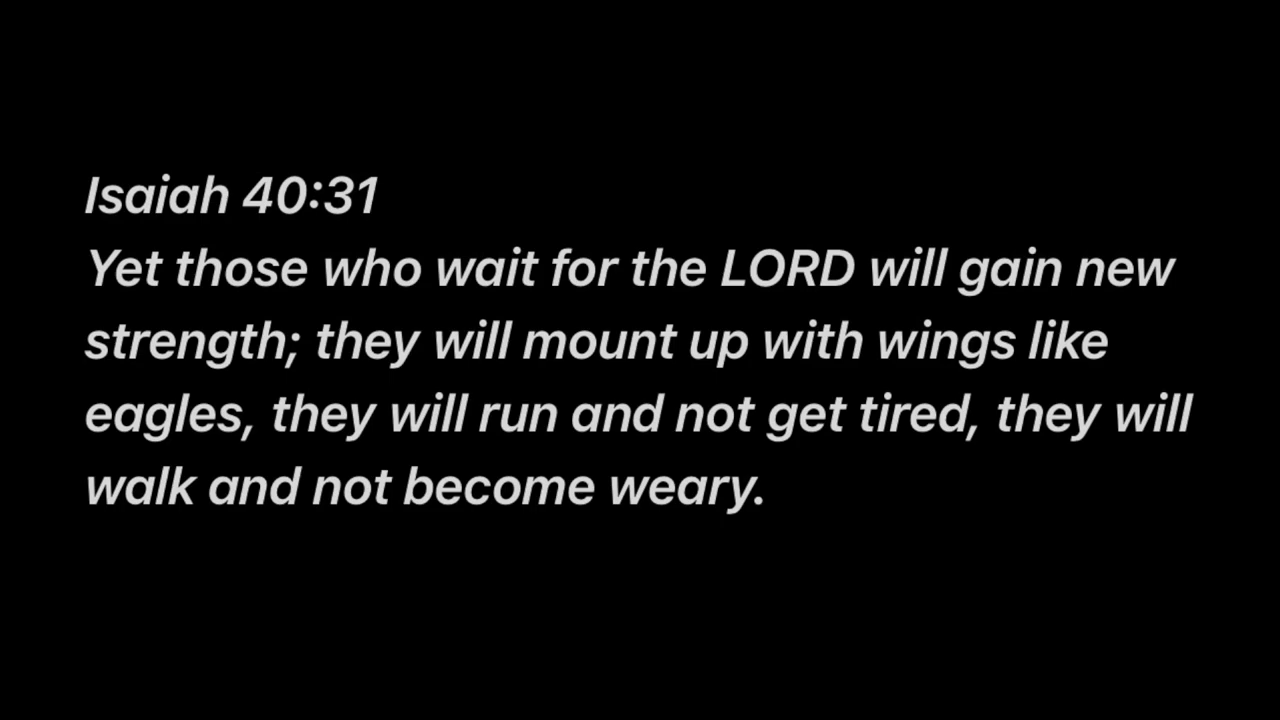 Isaiah 40:31
Yet those who wait for the LORD will gain new
strength; they will mount up with wings like
eagles, they will run and not get tired, they will
walk and not become weary.